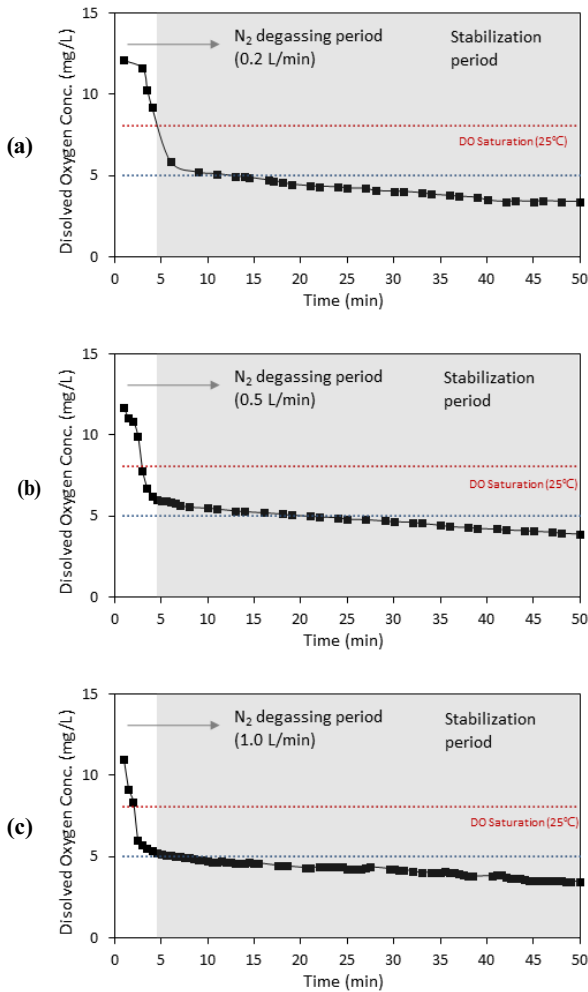 (a)
Disolved Oxygen Conc. (mg/L)
15
10
5
0
N₂ degassing period
(0.2 L/min)
Stabilization
period
DO Saturation (25℃)
0 5 10 15 20 25 30 35 40 45 50
Time (min)
(b)
Disolved Oxygen Conc. (mg/L)
15
10
5
0
N₂ degassing period
(0.5 L/min)
Stabilization
period
DO Saturation (25℃)
0 5 10 15 20 25 30 35 40 45 50
Time (min)
(c)
Disolved Oxygen Conc. (mg/L)
15
10
5
0
N₂ degassing period
(1.0 L/min)
Stabilization
period
DO Saturation (25℃)
0 5 10 15 20 25 30 35 40 45 50
Time (min)